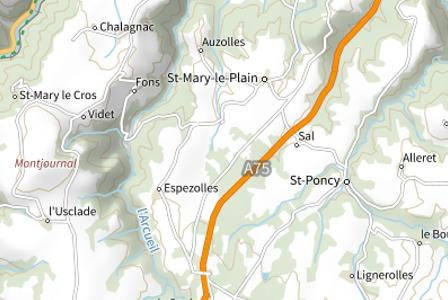 Chalagnac
Auzolles
St-Mary-le-Plain
Fons
St-Mary le Cros
Videt
Sal
Alleret
Montjournal
A75
St-Poncy
Espezolles
l'Usclade
l'Arcueil
le Bo
Lignerolles